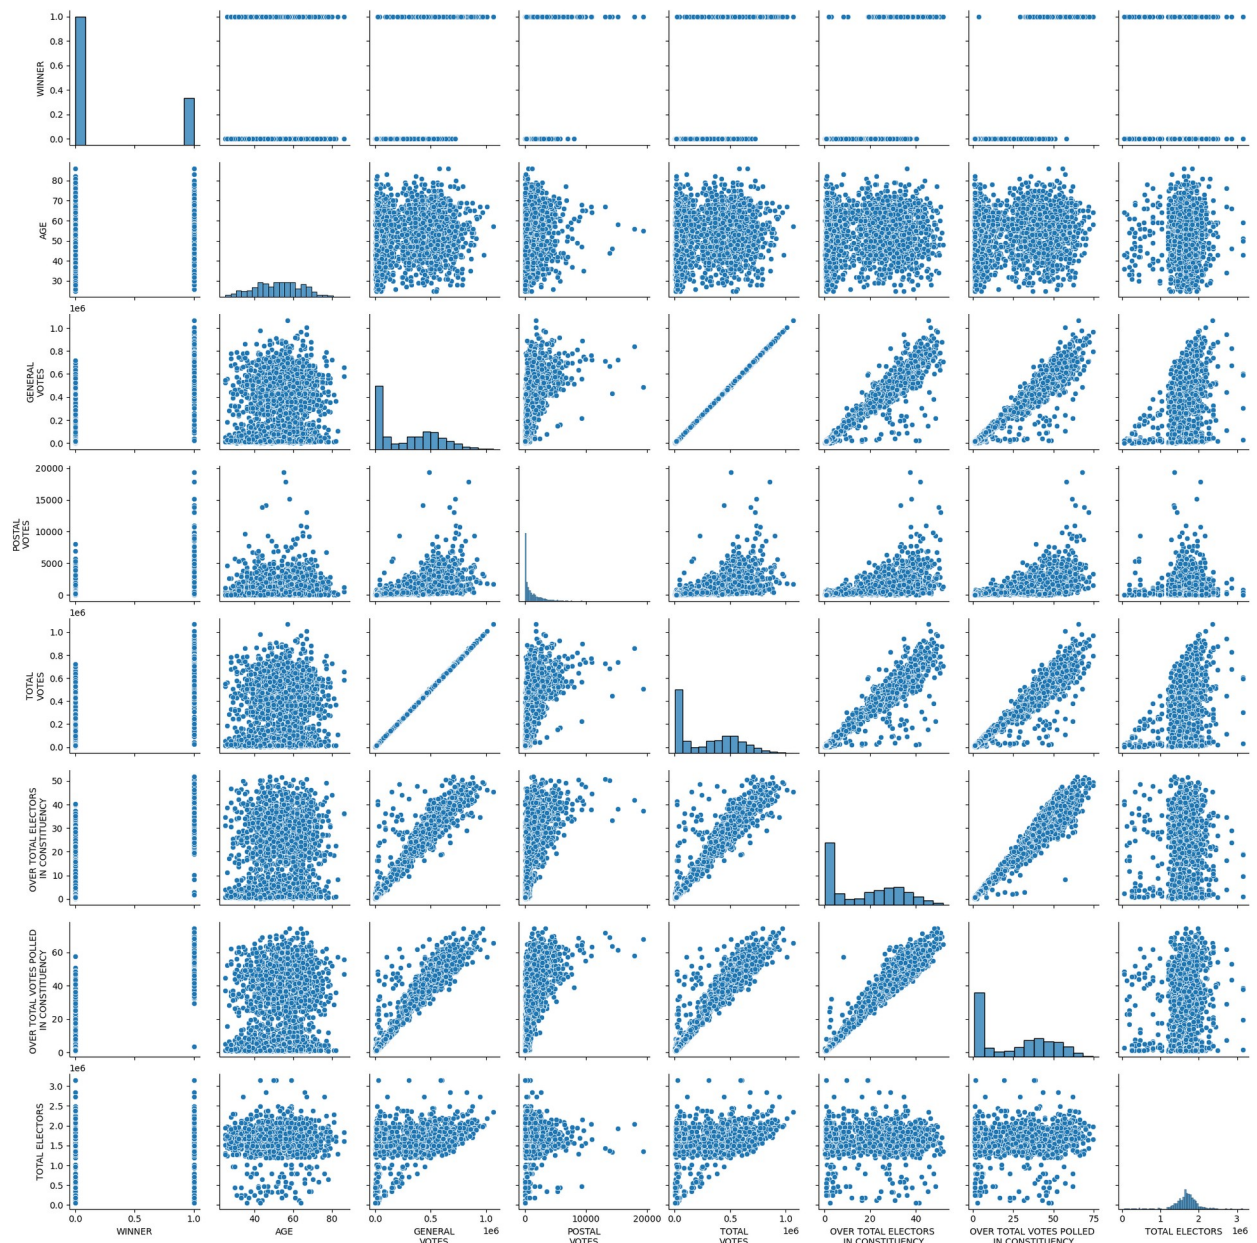 1.0
0.8
0.6
0.4
0.2
0.0
WINNER
80
70
60
50
40
30
AGE
1e6
1.0
0.8
0.6
0.4
0.2
0.0
GENERAL
VOTES
20000
15000
10000
5000
0
POSTAL
VOTES
1e6
1.0
0.8
0.6
0.4
0.2
0.0
TOTAL
VOTES
50
40
30
20
10
0
OVER TOTAL ELECTORS
IN CONSTITUENCY
60
40
20
0
OVER TOTAL VOTES POLLED
IN CONSTITUENCY
1e6
3.0
2.5
2.0
1.5
1.0
0.5
0.0
TOTAL ELECTORS
0.0 0.5 1.0
WINNER
40 60 80
AGE
0.0 0.5 1.0
1e6
GENERAL
VOTES
0 10000 20000
POSTAL
VOTES
0.0 0.5 1.0
1e6
TOTAL
VOTES
0 20 40
OVER TOTAL ELECTORS
IN CONSTITUENCY
0 25 50 75
OVER TOTAL VOTES POLLED
IN CONSTITUENCY
0 1 2 3
1e6
TOTAL ELECTORS